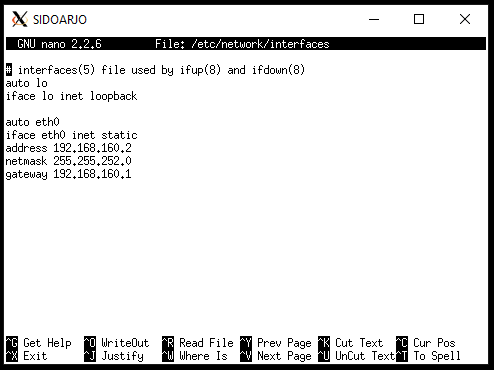 SIDOARJO
GNU nano 2.2.6 File: /etc/network/interfaces
# interfaces(5) file used by ifup(8) and ifdown(8)
auto lo
iface lo inet loopback
auto eth0
iface eth0 inet static
address 192.168.160.2
netmask 255.255.252.0
gateway 192.168.160.1
^G Get Help ^O WriteOut ^R Read File ^Y Prev Page ^K Cut Text ^C Cur Pos
^X Exit ^J Justify ^W Where Is ^V Next Page ^U UnCut Text ^T To Spell